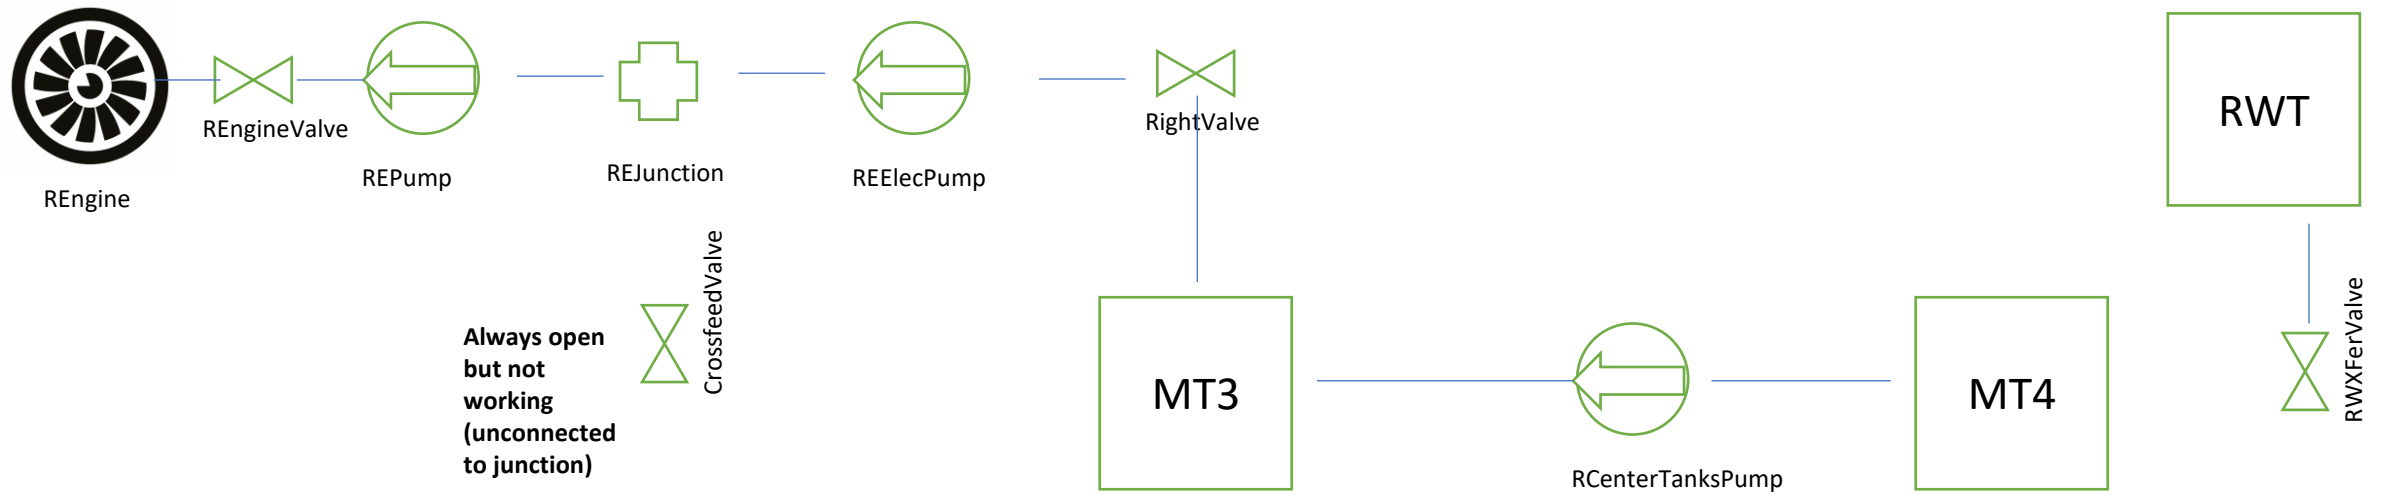 RWT
REngineValve
RightValve
REPump
REJunction
REElecPump
REngine
CrossfeedValve
RWXFerValve
Always open
but not
working
(unconnected
to junction)
MT3
MT4
RCenterTanksPump